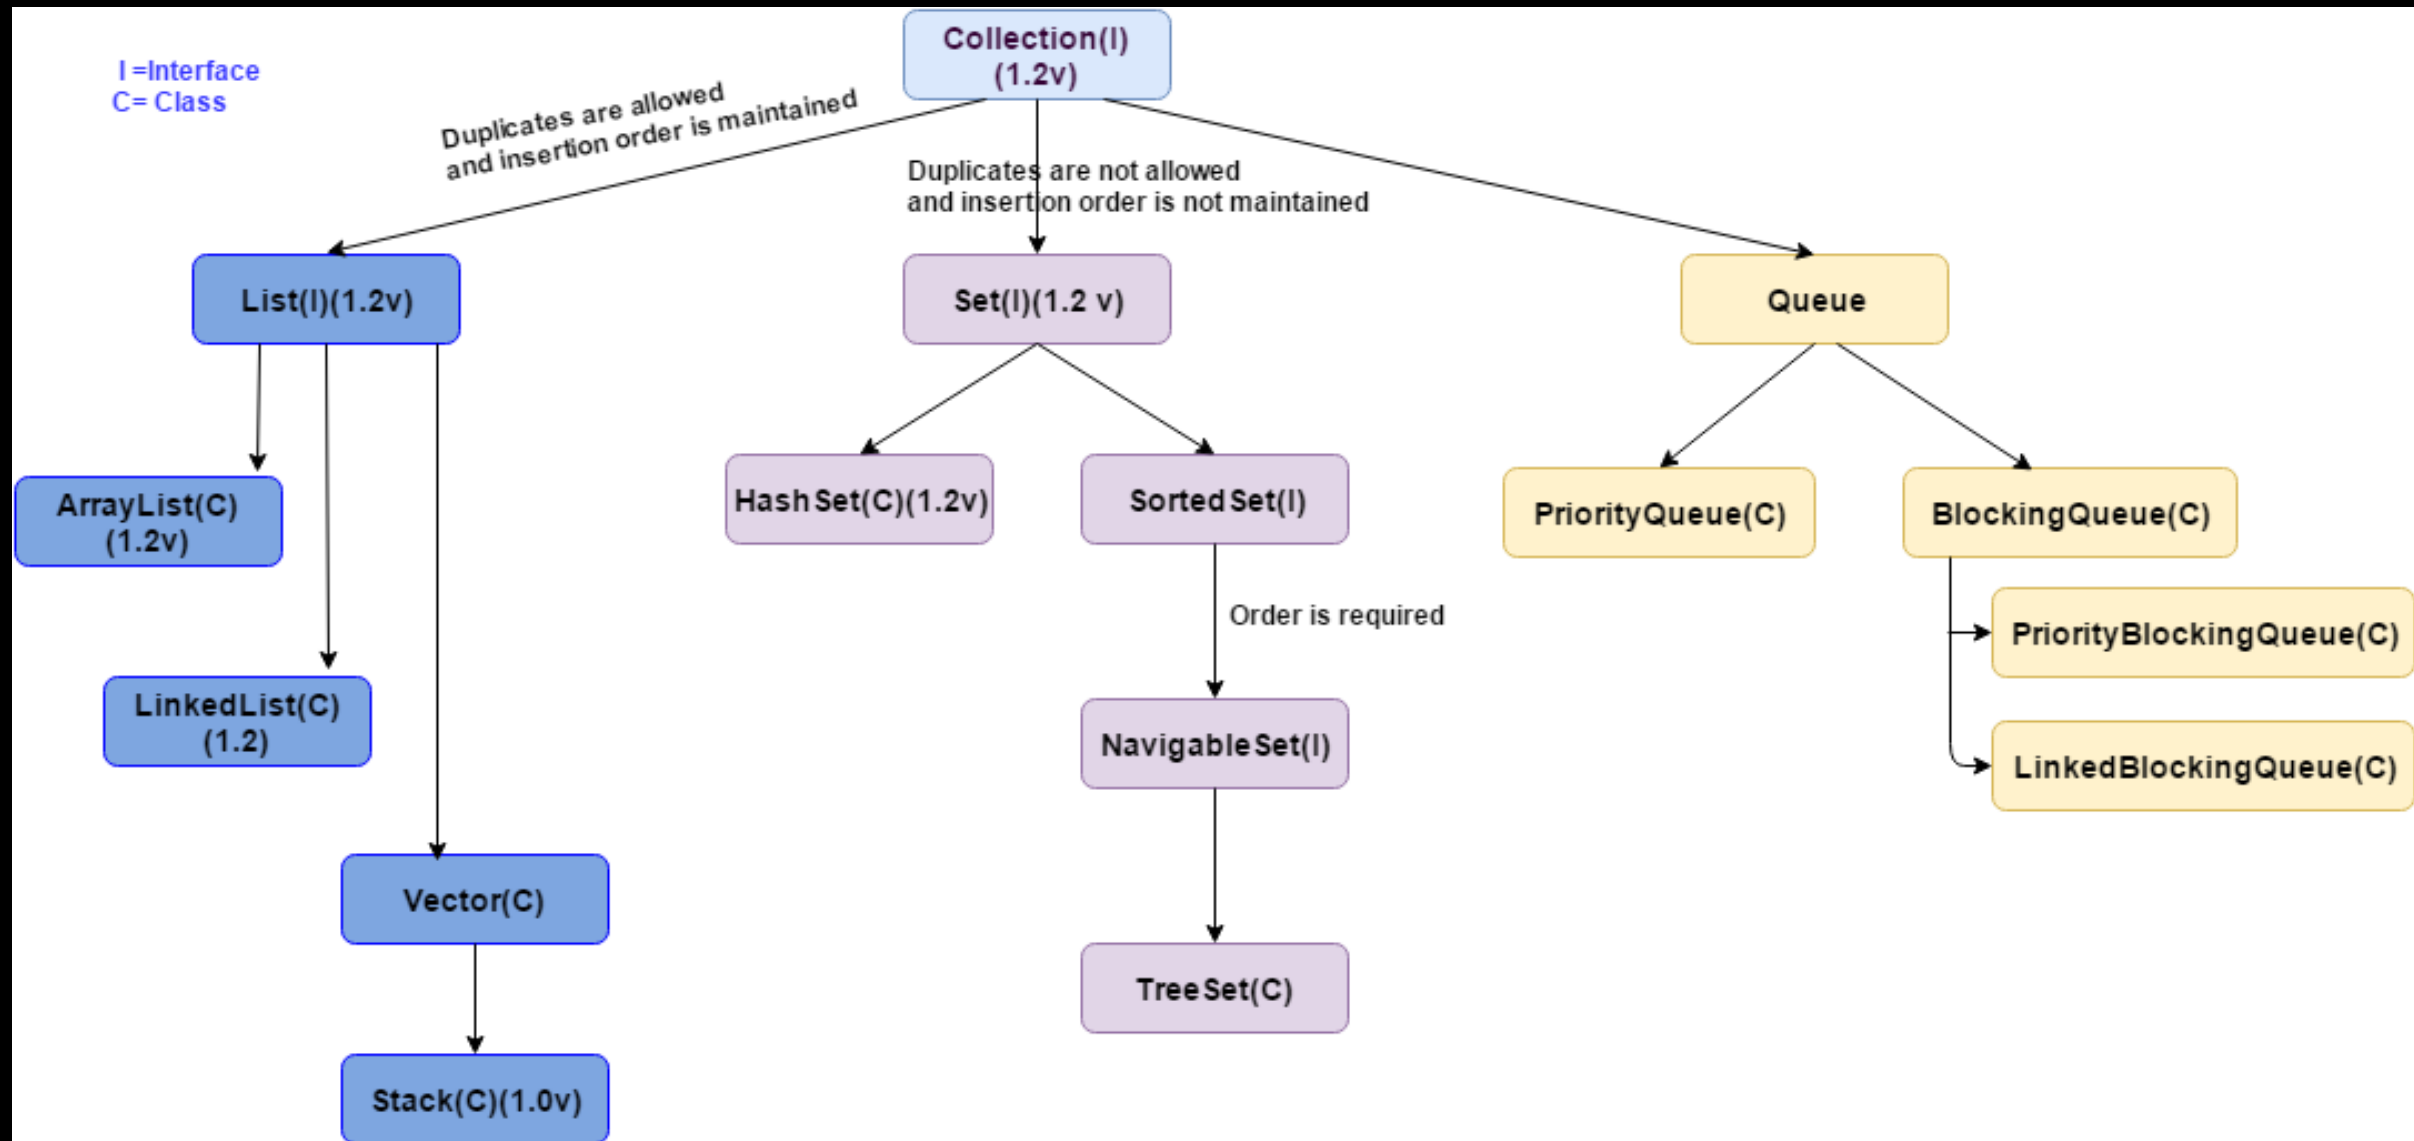 Collection(I)
(1.2v)
I =Interface
C= Class
Duplicates are allowed
and insertion order is maintained
Duplicates are not allowed
and insertion order is not maintained
List(I)(1.2v)
Set(I)(1.2 v)
Queue
ArrayList(C)
(1.2v)
HashSet(C)(1.2v)
SortedSet(I)
PriorityQueue(C)
BlockingQueue(C)
Order is required
PriorityBlockingQueue(C)
LinkedList(C)
(1.2)
NavigableSet(I)
LinkedBlockingQueue(C)
Vector(C)
TreeSet(C)
Stack(C)(1.0v)